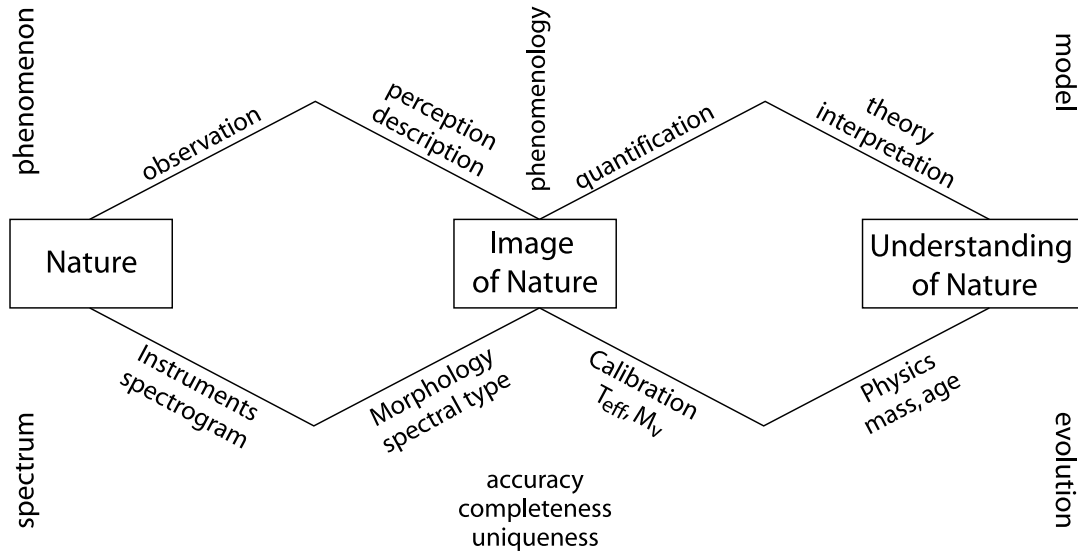 phenomenon
phenomenology
model
observation
perception
description
quantification
theory
interpretation
Nature
Image
of Nature
Understanding
of Nature
Instruments
spectrogram
Morphology
spectral type
Calibration
Teff, Mv
Physics
mass, age
spectrum
accuracy
completeness
uniqueness
evolution